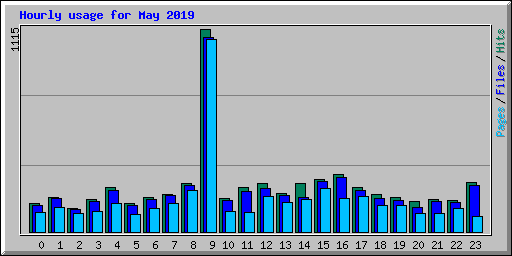 Hourly usage for May 2019
1115
Pages / Files / Hits
0 1 2 3 4 5 6 7 8 9 10 11 12 13 14 15 16 17 18 19 20 21 22 23